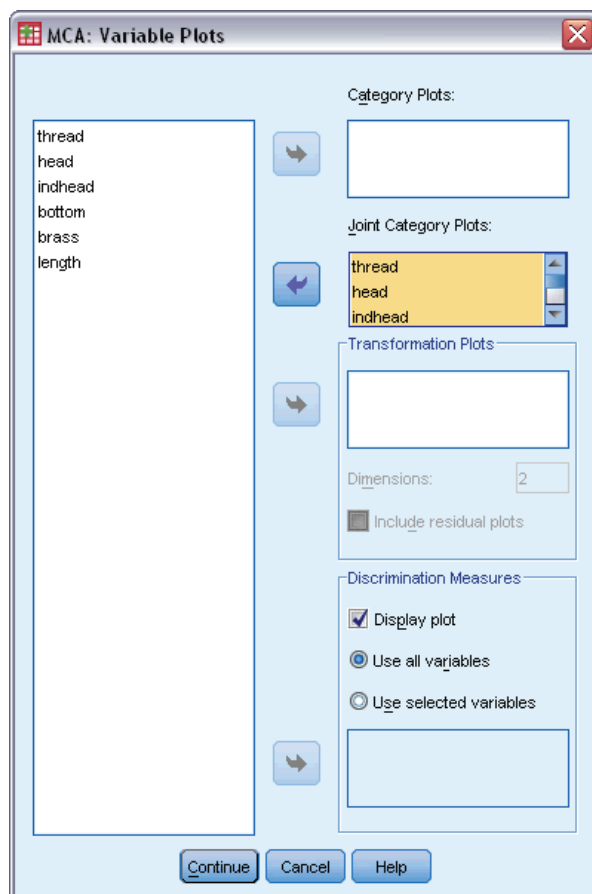 MCA: Variable Plots
thread
head
indhead
bottom
brass
length
Category Plots:
Joint Category Plots:
thread
head
indhead
Transformation Plots
Dimensions:
2
Include residual plots
Discrimination Measures
Display plot
Use all variables
Use selected variables
Continue
Cancel
Help